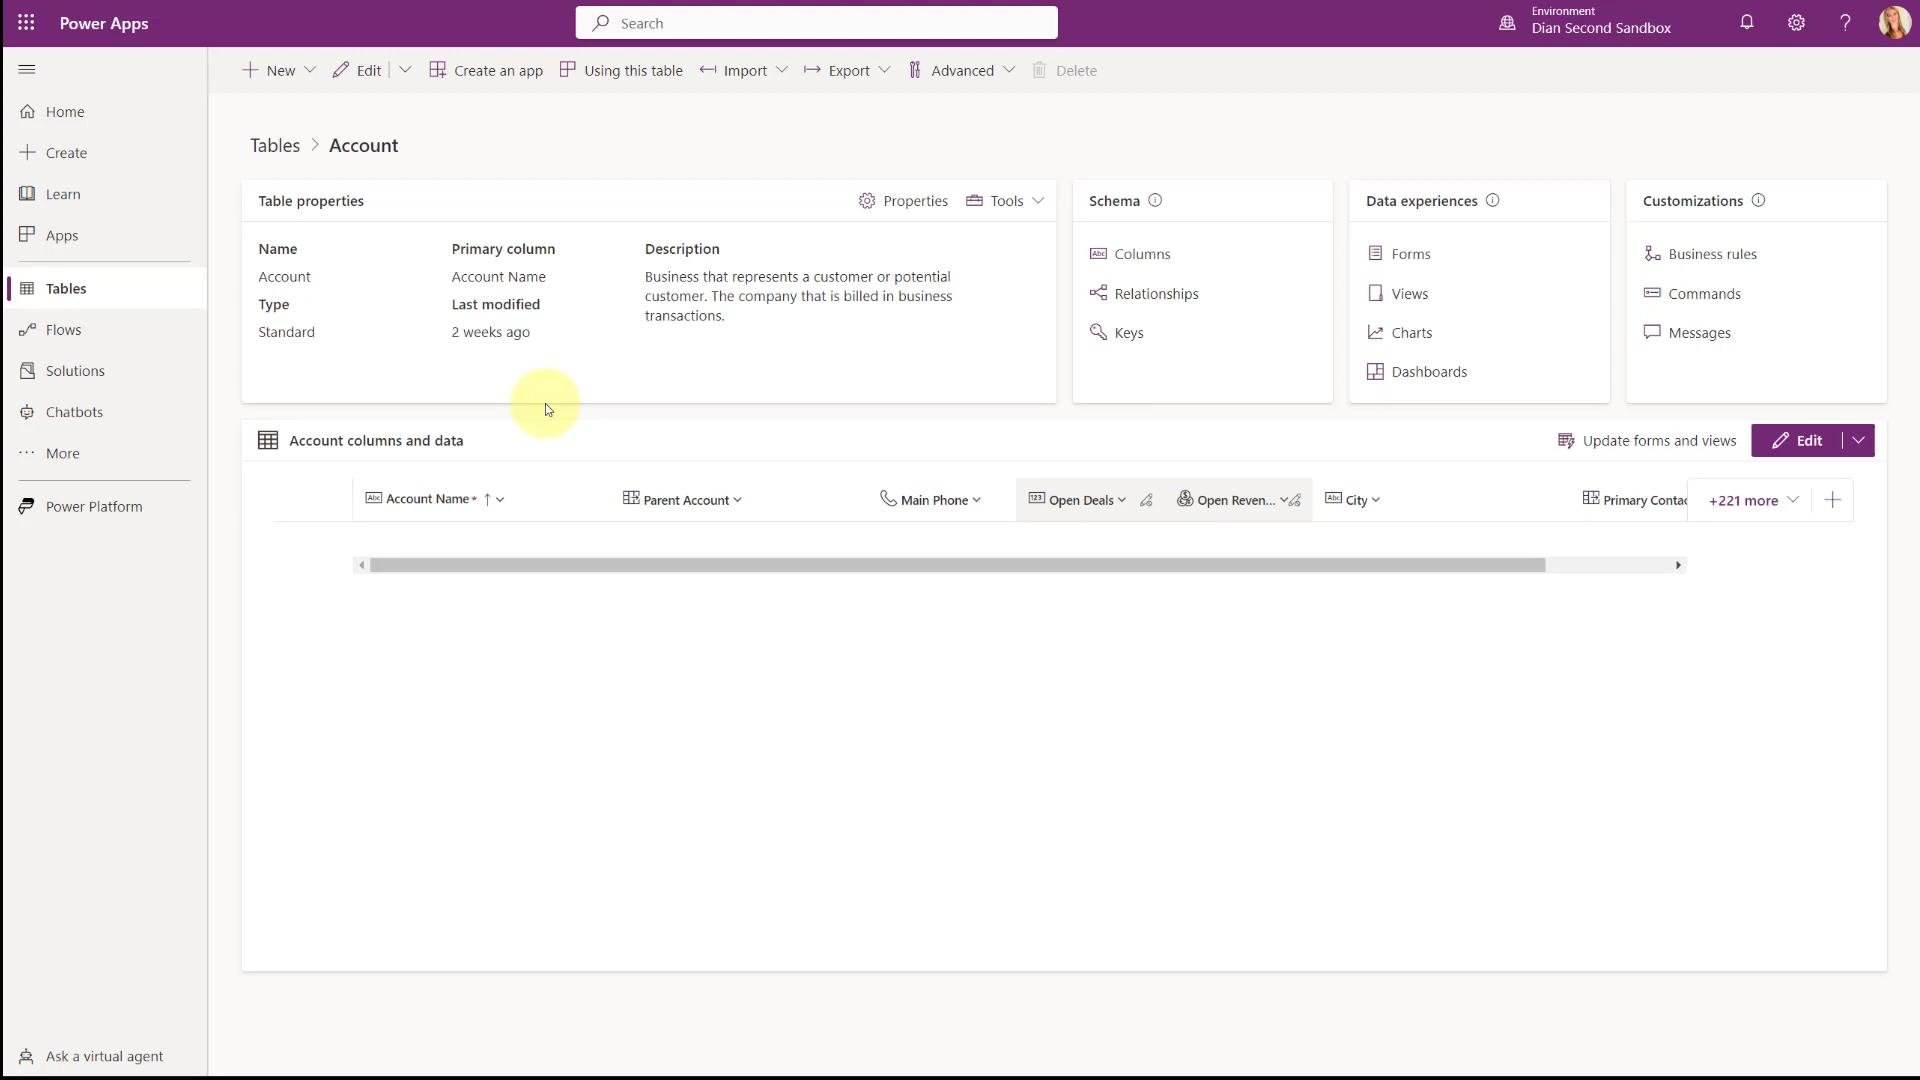 Power Apps
Search
Environment
Dian Second Sandbox
New
Edit
Create an app
Using this table
Import
Export
Advanced
Delete
Home
Create
Learn
Apps
Tables
Flows
Solutions
Chatbots
More
Power Platform
Ask a virtual agent
Tables > Account
Table properties
Properties
Tools
Name
Account
Type
Standard
Primary column
Account Name
Last modified
2 weeks ago
Description
Business that represents a customer or potential
customer. The company that is billed in business
transactions.
Schema
Columns
Relationships
Keys
Data experiences
Forms
Views
Charts
Dashboards
Customizations
Business rules
Commands
Messages
Account columns and data
Update forms and views
Edit
Account Name * ↑
Parent Account
Main Phone
Open Deals
Open Reven...
City
Primary Contac
+221 more